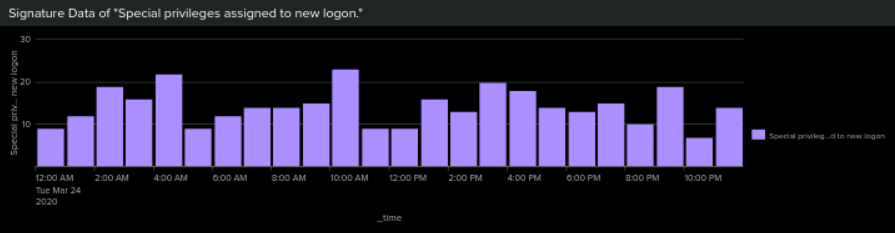 Signature Data of "Special privileges assigned to new logon."
Special priv... new logon
30
20
10
12:00 AM 2:00 AM 4:00 AM 6:00 AM 8:00 AM 10:00 AM 12:00 PM 2:00 PM 4:00 PM 6:00 PM 8:00 PM 10:00 PM
Tue Mar 24
2020
_time
Special privileg...d to new logon